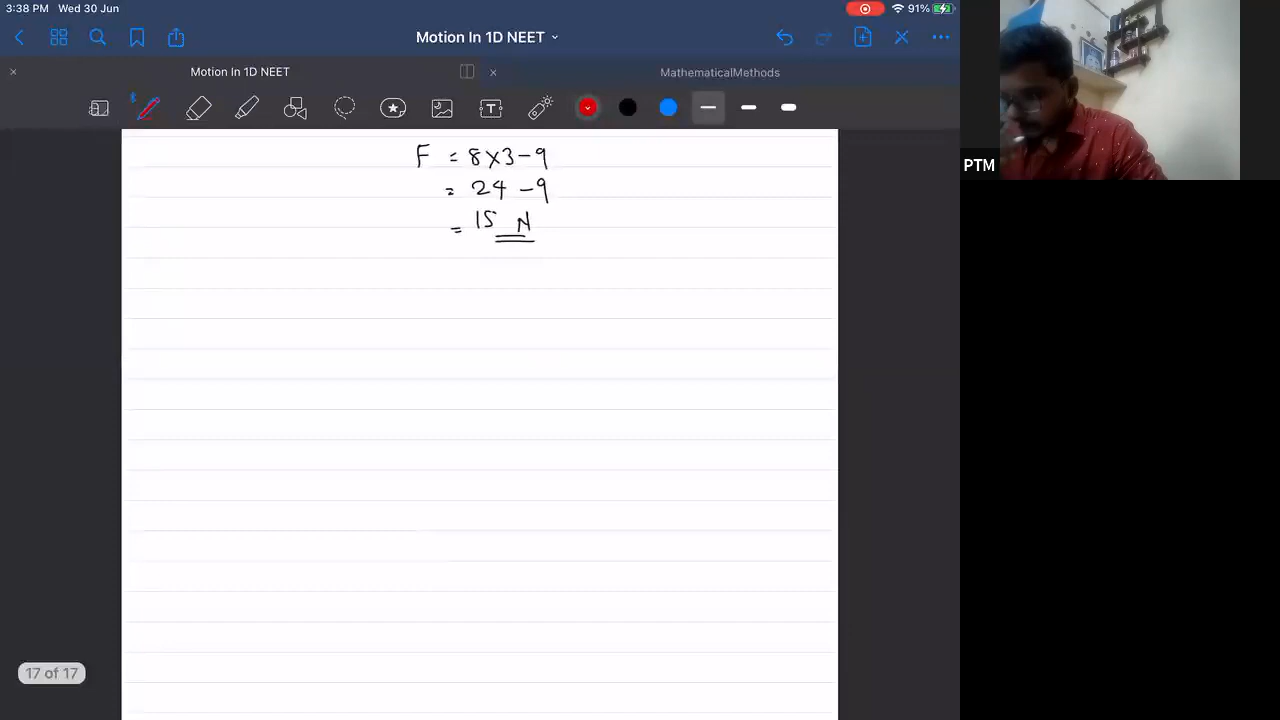 3:38 PM Wed 30 Jun
91%
Motion In 1D NEET
Motion In 1D NEET
MathematicalMethods
F = 8×3-9
= 24 -9
= 15 N
PTM
17 of 17